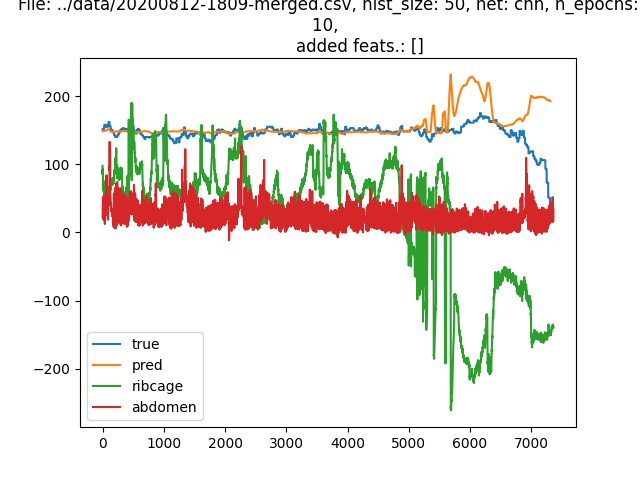 File: ../data/20200812-1809-merged.csv, hist_size: 50, net: cnn, n_epochs:
10,
added feats.: []
200
100
0
−100
−200
true
pred
ribcage
abdomen
0 1000 2000 3000 4000 5000 6000 7000